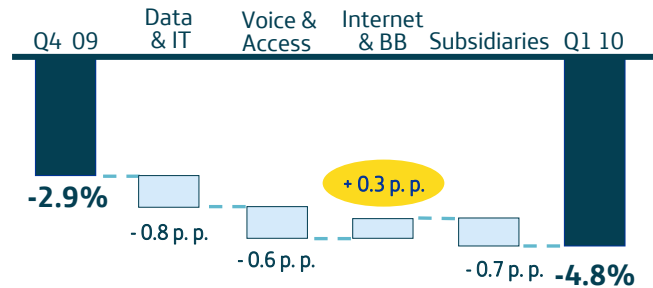 Q4 09
Data
& IT
Voice &
Access
Internet
& BB
Subsidiaries
Q1 10
-2.9%
- 0.8 p. p.
- 0.6 p. p.
+ 0.3 p. p.
- 0.7 p. p.
-4.8%